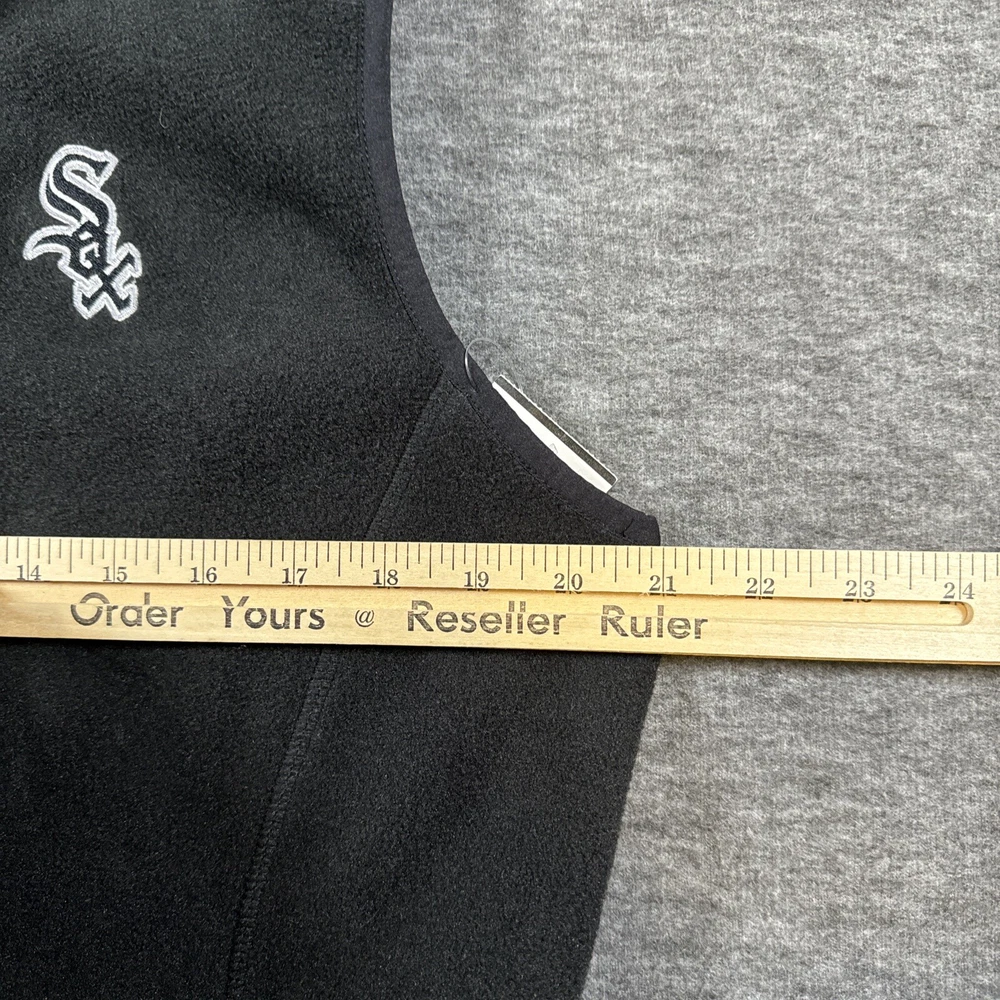 Sox
14 15 16 17 18 19 20 21 22 23 24
Order Yours @ Reseller Ruler